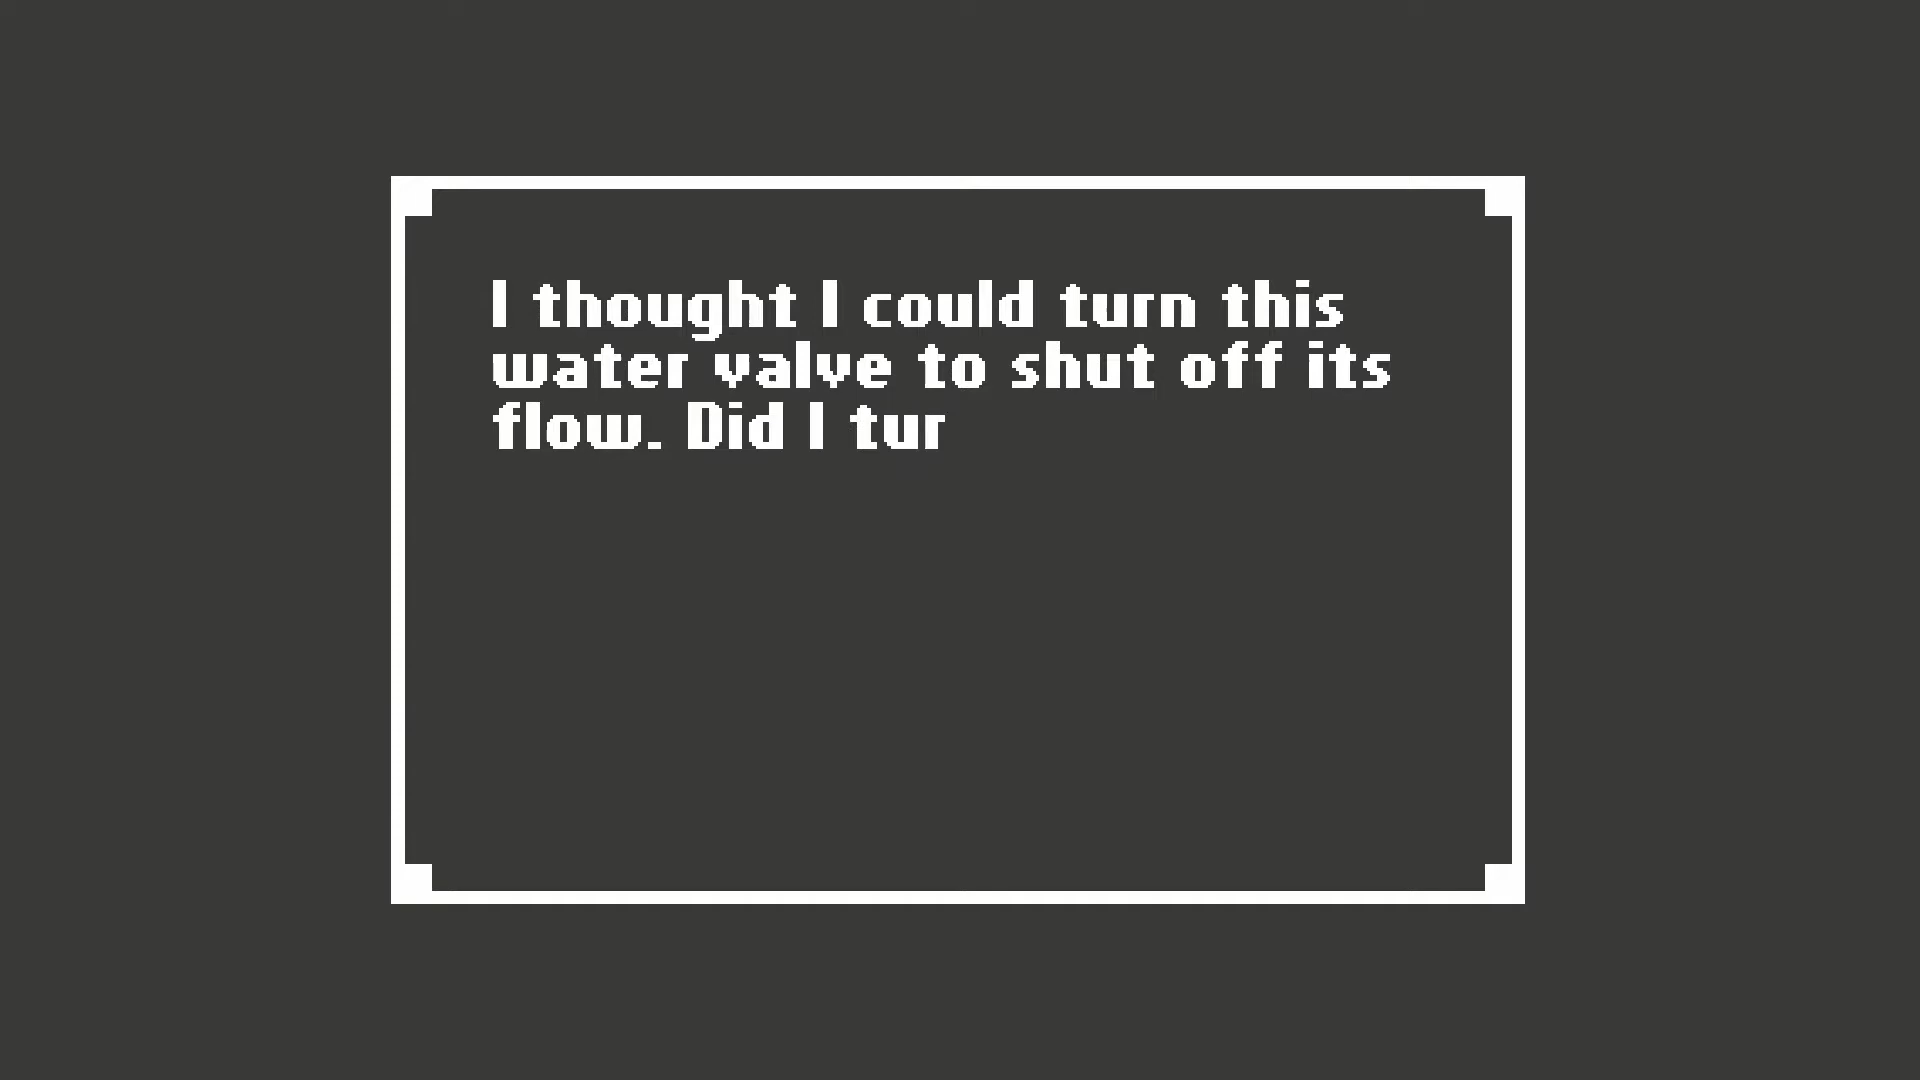 I thought I could turn this
water valve to shut off its
flow. Did I tur